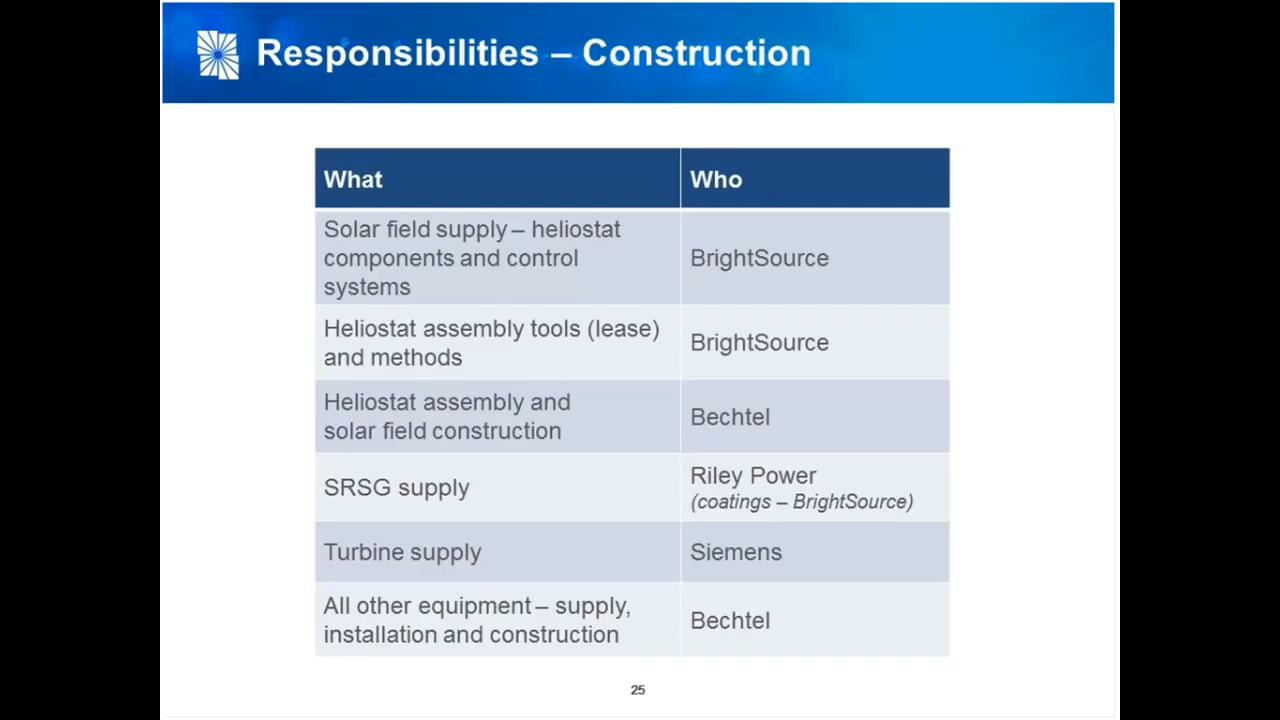 Responsibilities – Construction
What
Who
Solar field supply – heliostat
components and control
systems
BrightSource
Heliostat assembly tools (lease)
and methods
BrightSource
Heliostat assembly and
solar field construction
Bechtel
SRSG supply
Riley Power
(coatings – BrightSource)
Turbine supply
Siemens
All other equipment – supply,
installation and construction
Bechtel
25